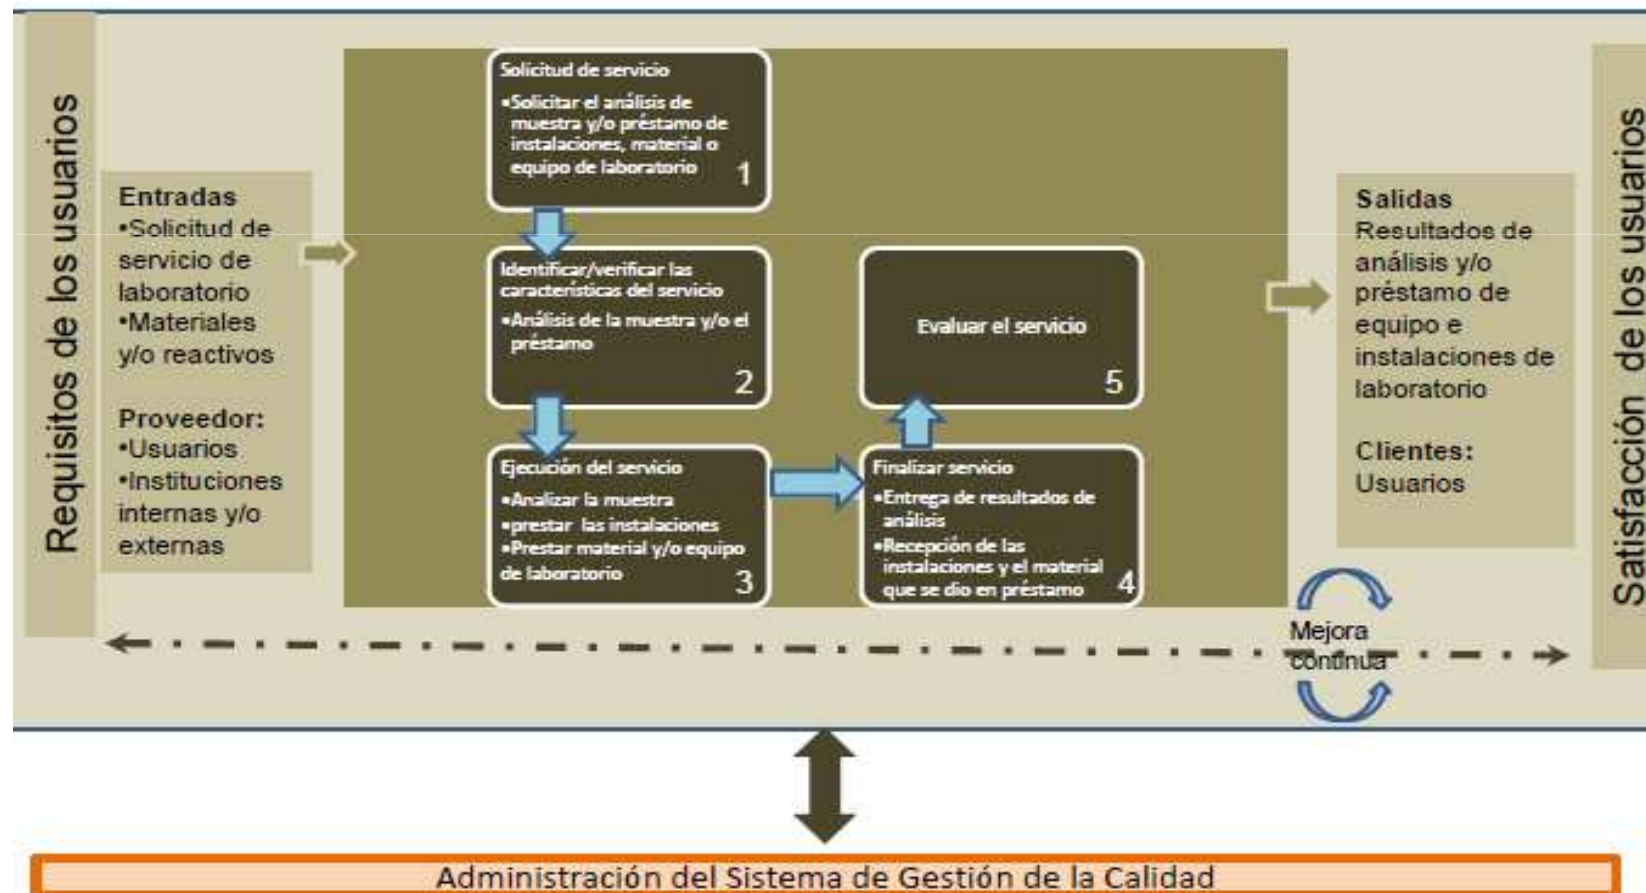 Requisitos de los usuarios
Entradas
•Solicitud de
servicio de
laboratorio
•Materiales
y/o reactivos
Proveedor:
•Usuarios
•Instituciones
internas y/o
externas
Solicitud de servicio
•Solicitar el análisis de
muestra y/o préstamo de
instalaciones, material o
equipo de laboratorio
1
Identificar/verificar las
características del servicio
•Análisis de la muestra y/o el
préstamo
2
Ejecución del servicio
•Analizar la muestra
•prestar las instalaciones
•Prestar material y/o equipo
de laboratorio
3
Finalizar servicio
•Entrega de resultados de
análisis
•Recepción de las
instalaciones y el material
que se dio en préstamo
4
Evaluar el servicio
5
Salidas
Resultados de
análisis y/o
préstamo de
equipo e
instalaciones de
laboratorio
Clientes:
Usuarios
Satisfacción de los usuarios
Mejora
continua
Administración del Sistema de Gestión de la Calidad